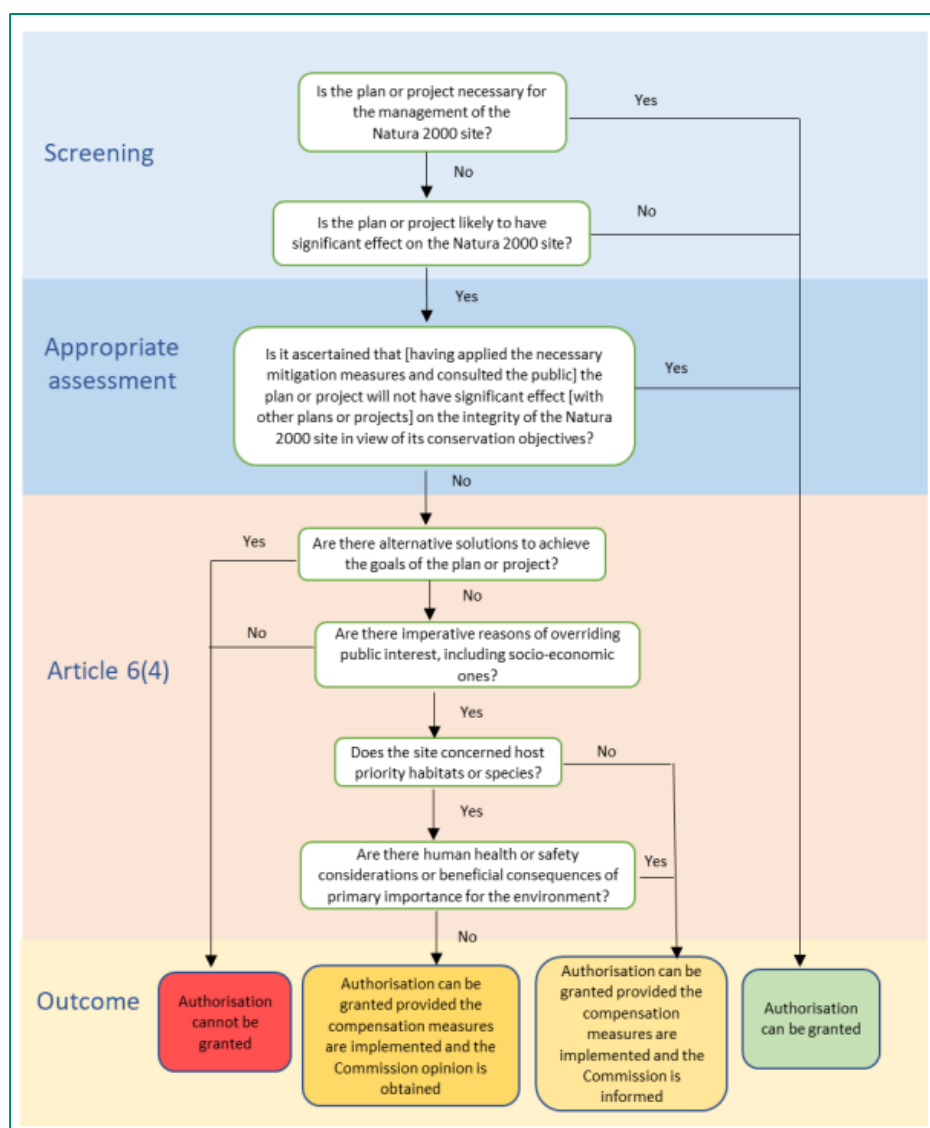 Is the plan or project necessary for
the management of the
Natura 2000 site?
Yes
Screening
No
Is the plan or project likely to have
significant effect on the Natura 2000 site?
No
Yes
Appropriate
assessment
Is it ascertained that [having applied the necessary
mitigation measures and consulted the public] the
plan or project will not have significant effect [with
other plans or projects] on the integrity of the Natura
2000 site in view of its conservation objectives?
Yes
No
Are there alternative solutions to achieve
the goals of the plan or project?
Yes
No
Are there imperative reasons of overriding
public interest, including socio-economic
ones?
No
Article 6(4)
Yes
Does the site concerned host
priority habitats or species?
No
Yes
Are there human health or safety
considerations or beneficial consequences of
primary importance for the environment?
Yes
No
Outcome
Authorisation
cannot be
granted
Authorisation can be
granted provided the
compensation measures
are implemented and the
Commission opinion is
obtained
Authorisation can be
granted provided the
compensation
measures are
implemented and the
Commission is
informed
Authorisation
can be granted